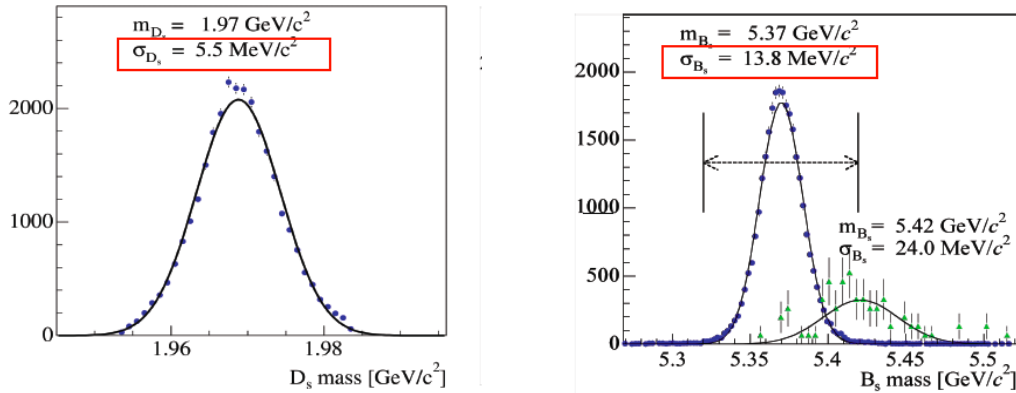 m_Ds = 1.97 GeV/c²
σ_Ds = 5.5 MeV/c²
2000
1000
0
1.96
1.98
D_s mass [GeV/c²]
m_Bs = 5.37 GeV/c²
σ_Bs = 13.8 MeV/c²
2000
1500
1000
500
0
m_Bs = 5.42 GeV/c²
σ_Bs = 24.0 MeV/c²
5.3
5.35
5.4
5.45
5.5
B_s mass [GeV/c²]